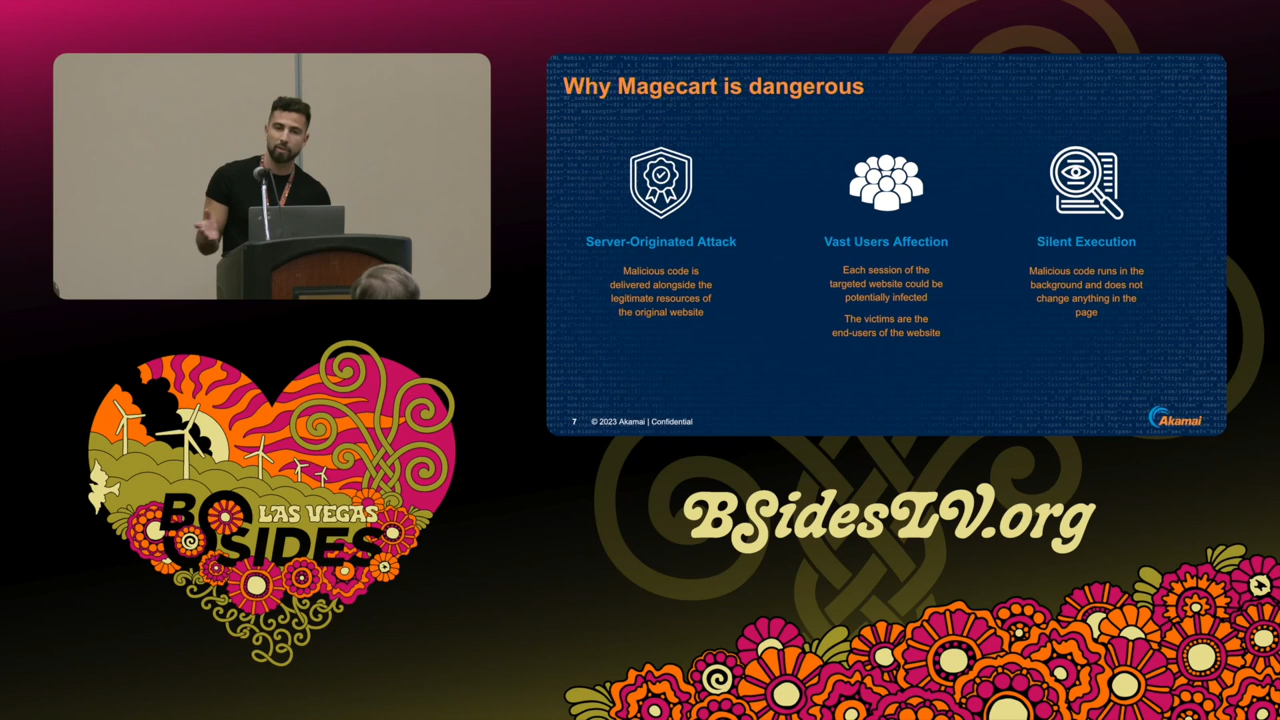 Why Magecart is dangerous
Server-Originated Attack
Malicious code is
delivered alongside the
legitimate resources of
the original website
Vast Users Affection
Each session of the
targeted website could be
potentially infected
The victims are the
end-users of the website
Silent Execution
Malicious code runs in the
background and does not
change anything in the
page
7 © 2023 Akamai | Confidential
Akamai
LAS VEGAS
SIDES
23
BSidesLV.org